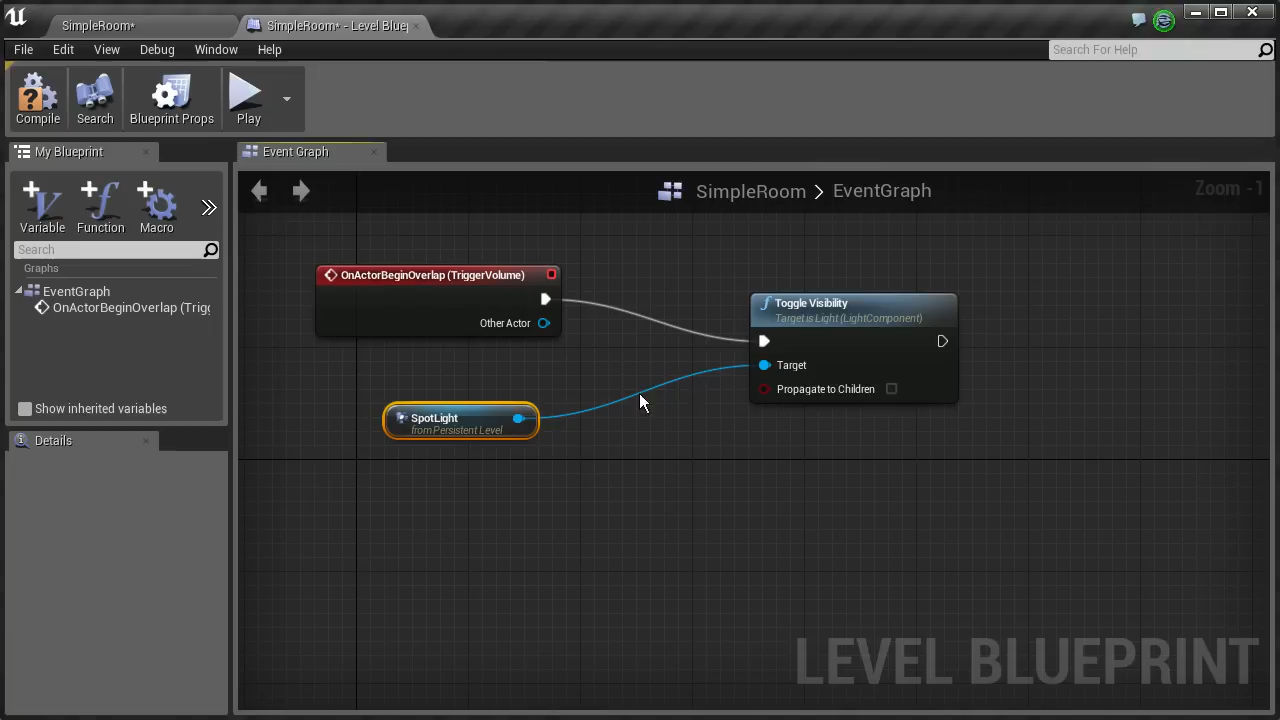 SimpleRoom*
SimpleRoom* - Level Bluep
File Edit View Debug Window Help
Search For Help
Compile Search Blueprint Props Play
My Blueprint
Event Graph
Variable Function Macro
Search
Graphs
EventGraph
OnActorBeginOverlap (Trigg
Show inherited variables
Details
SimpleRoom > EventGraph
Zoom -1
OnActorBeginOverlap (TriggerVolume)
Other Actor
Toggle Visibility
Target is Light (LightComponent)
Target
Propagate to Children
SpotLight
from Persistent Level
LEVEL BLUEPRINT